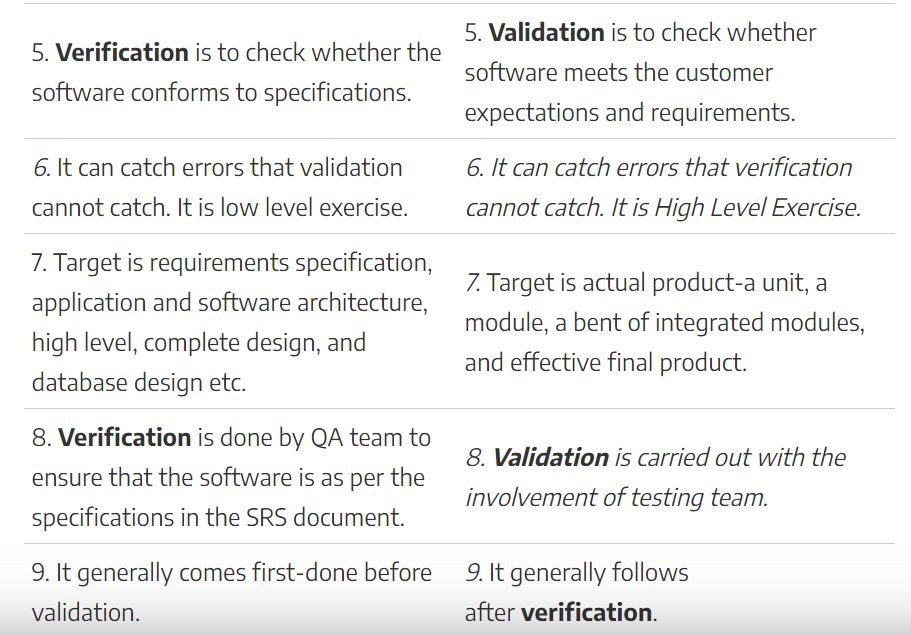 5. Verification is to check whether the
software conforms to specifications.
5. Validation is to check whether
software meets the customer
expectations and requirements.
6. It can catch errors that validation
cannot catch. It is low level exercise.
6. It can catch errors that verification
cannot catch. It is High Level Exercise.
7. Target is requirements specification,
application and software architecture,
high level, complete design, and
database design etc.
7. Target is actual product-a unit, a
module, a bent of integrated modules,
and effective final product.
8. Verification is done by QA team to
ensure that the software is as per the
specifications in the SRS document.
8. Validation is carried out with the
involvement of testing team.
9. It generally comes first-done before
validation.
9. It generally follows
after verification.